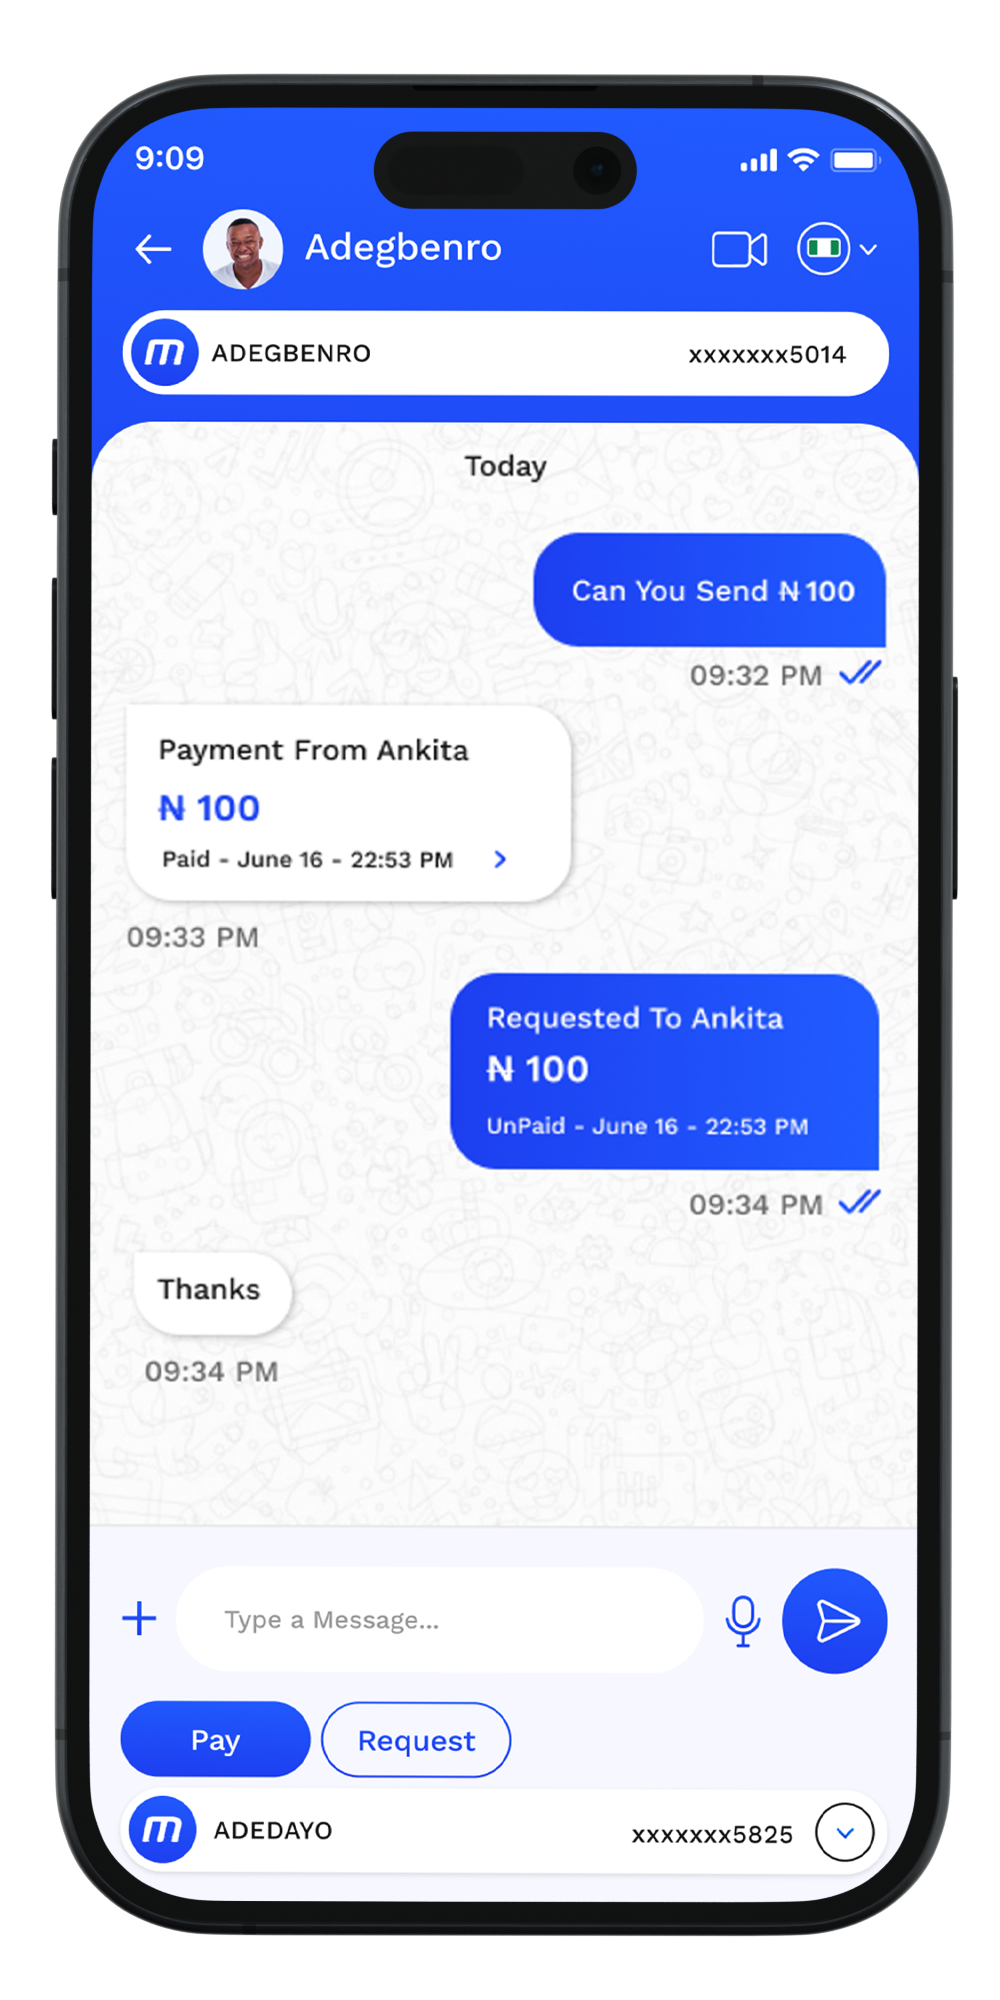 9:09
Adegbenro
m ADEGBENRO xxxxxxx5014
Today
Can You Send ₦100
09:32 PM
Payment From Ankita
₦ 100
Paid - June 16 - 22:53 PM
09:33 PM
Requested To Ankita
₦ 100
UnPaid - June 16 - 22:53 PM
09:34 PM
Thanks
09:34 PM
Type a Message...
Pay Request
m ADEDAYO xxxxxxx5825